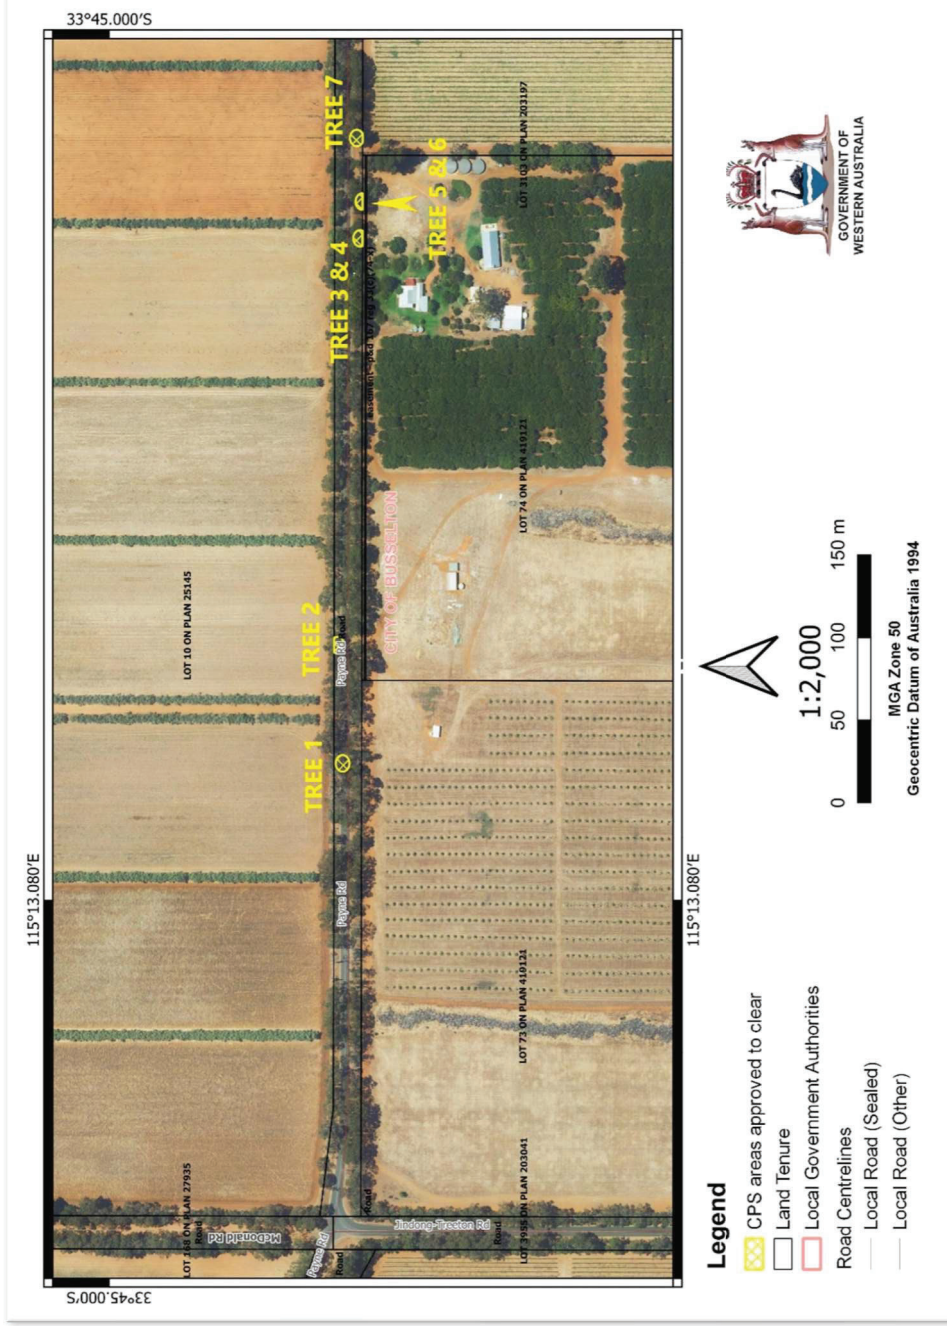 115°13.080'E
33°45.000'S
33°45.000'S
LOT 168 ON PLAN 27935
LOT 10 ON PLAN 25145
Road
McDonald Rd
TREE 1
TREE 2
TREE 3 & 4
TREE 7
Payne Rd
Road
Payne Rd
Payne Rd
Road
Road
CITY OF BUSSELTON
TREE 5 & 6
Jindong-Treeton Rd
LOT 3955 ON PLAN 203041
LOT 73 ON PLAN 419121
LOT 74 ON PLAN 419121
LOT 3103 ON PLAN 203197
115°13.080'E
Legend
CPS areas approved to clear
Land Tenure
Local Government Authorities
Road Centrelines
Local Road (Sealed)
Local Road (Other)
1:2,000
0 50 100 150 m
MGA Zone 50
Geocentric Datum of Australia 1994
GOVERNMENT OF
WESTERN AUSTRALIA